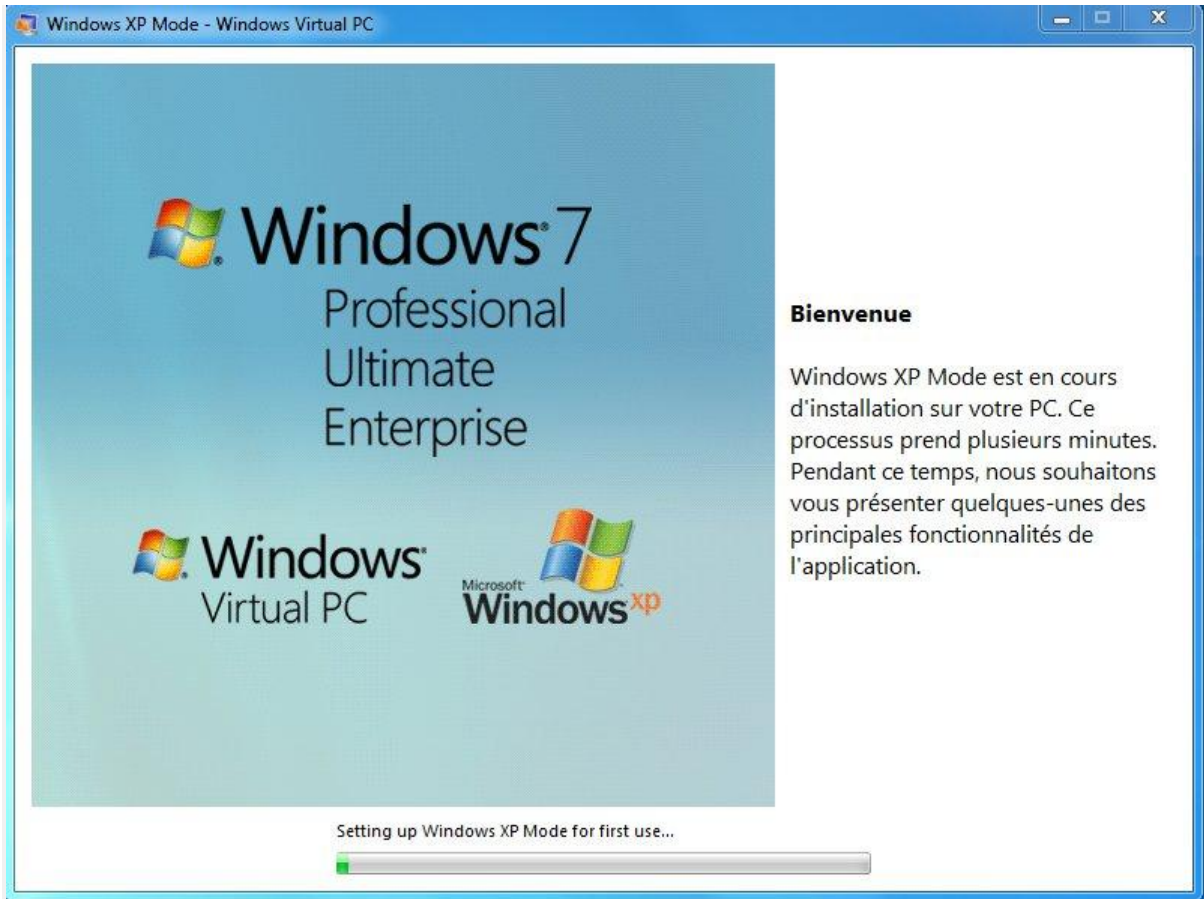 Windows XP Mode - Windows Virtual PC
Windows® 7
Professional
Ultimate
Enterprise
Windows®
Virtual PC
Microsoft®
Windows xp
Bienvenue
Windows XP Mode est en cours
d'installation sur votre PC. Ce
processus prend plusieurs minutes.
Pendant ce temps, nous souhaitons
vous présenter quelques-unes des
principales fonctionnalités de
l'application.
Setting up Windows XP Mode for first use...